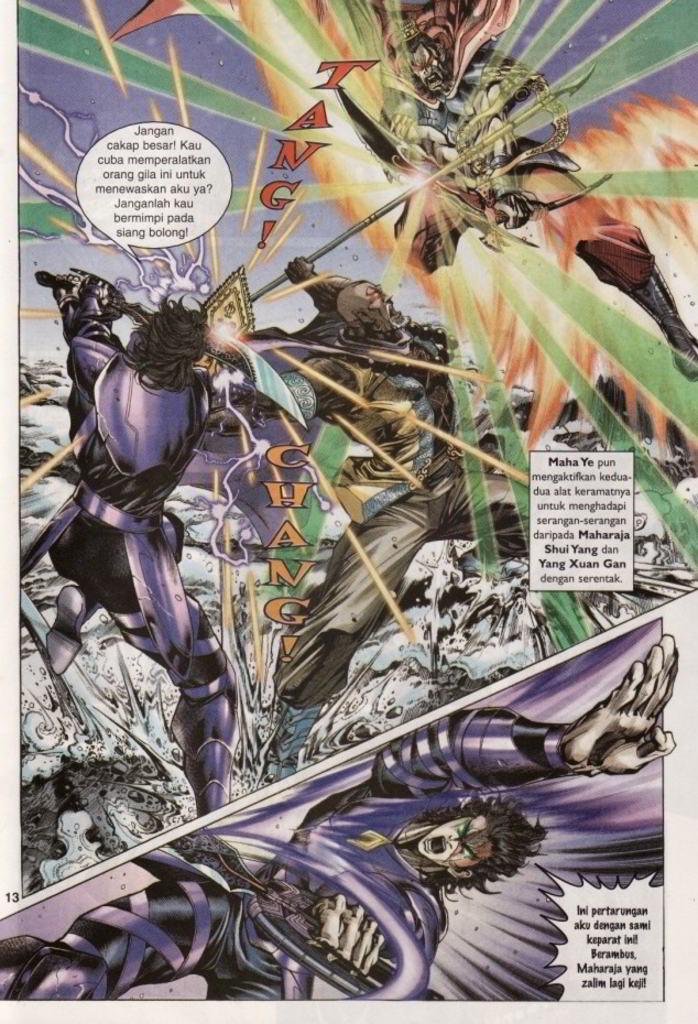 Jangan
cakap besar! Kau
cuba memperalatkan
orang gila ini untuk
menewaskan aku ya?
Janganlah kau
bermimpi pada
siang bolong!
TANG!
CHANG!
Maha Ye pun
mengaktifkan kedua-
dua alat keramatnya
untuk menghadapi
serangan-serangan
daripada Maharaja
Shui Yang dan
Yang Xuan Gan
dengan serentak.
13
Ini pertarungan
aku dengan sami
keparat ini!
Berambus,
Maharaja yang
zalim lagi keji!